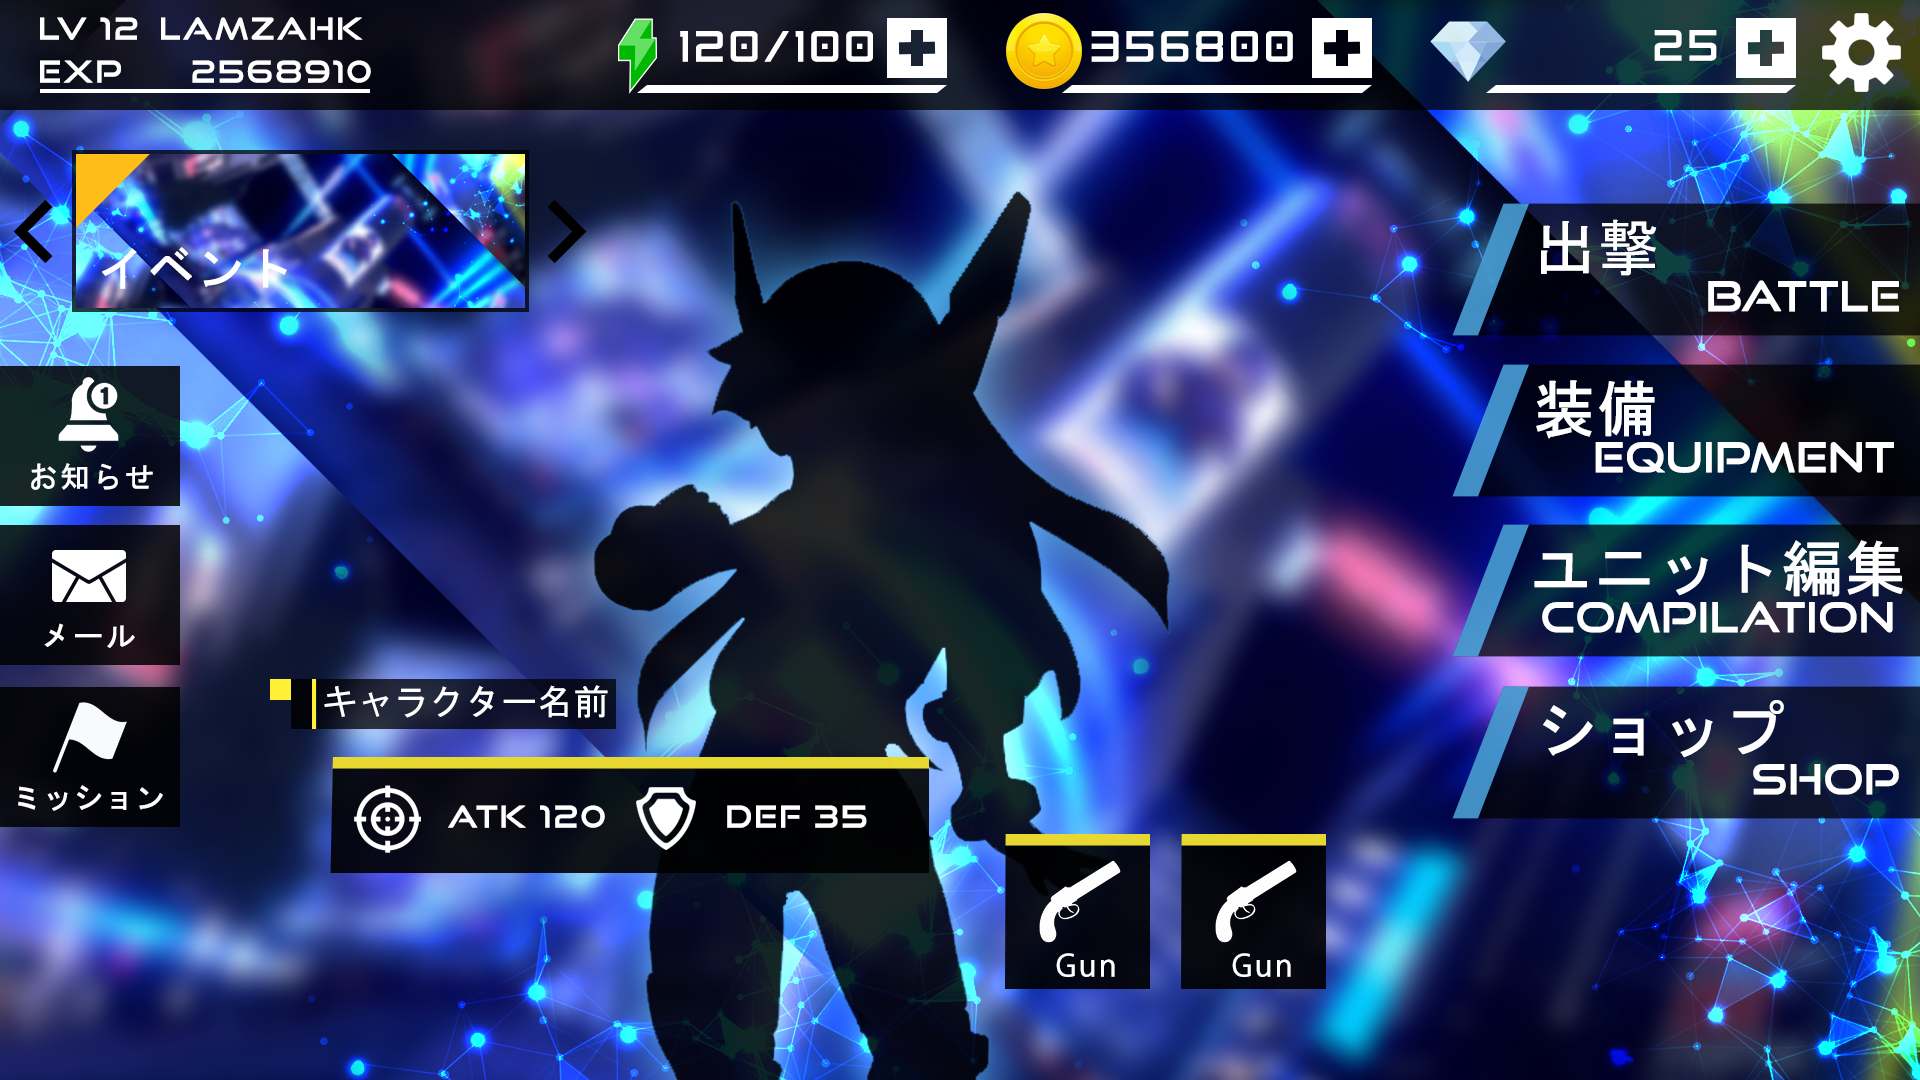 LV 12 LAMZAHK
EXP 2568910
120/100
356800
25
イベント
出撃
BATTLE
装備
EQUIPMENT
ユニット編集
COMPILATION
ショップ
SHOP
1
お知らせ
メール
ミッション
キャラクター名前
ATK 120
DEF 35
Gun
Gun